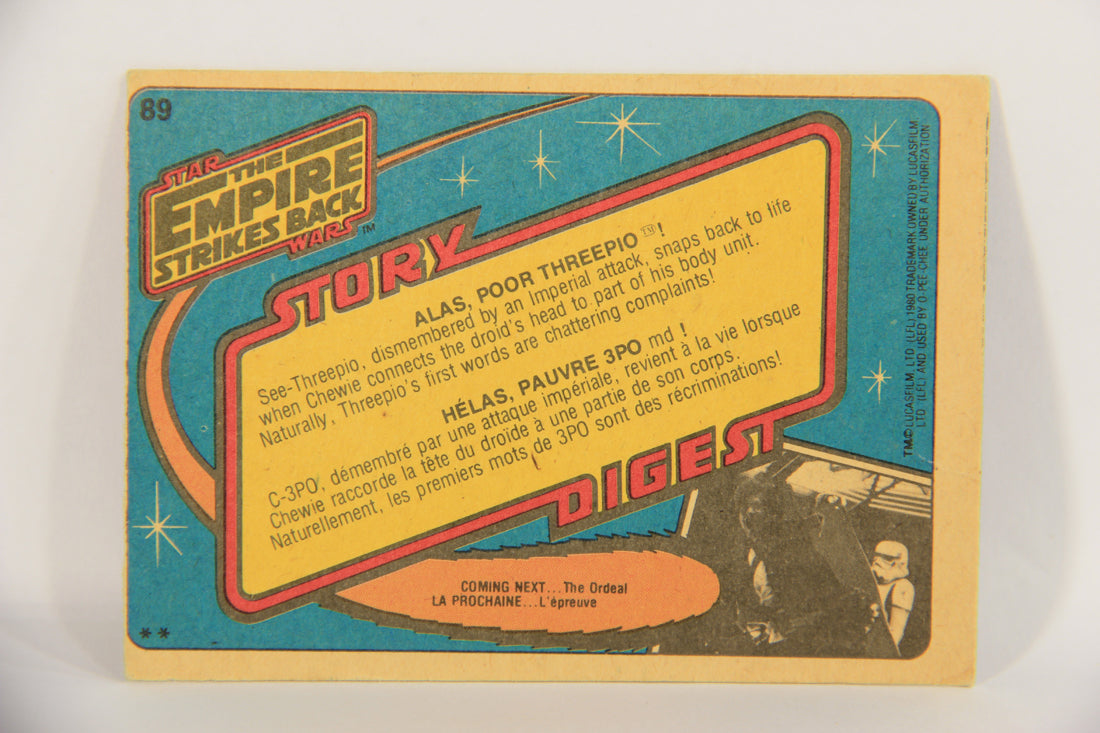 89
STAR
THE
EMPIRE
STRIKES BACK
WARS™
STORY
ALAS, POOR THREEPIO™!
See-Threepio, dismembered by an Imperial attack, snaps back to life
when Chewie connects the droid's head to part of his body unit.
Naturally, Threepio's first words are chattering complaints!
HÉLAS, PAUVRE 3PO md !
C-3PO, démembré par une attaque impériale, revient à la vie lorsque
Chewie raccorde la tête du droïde à une partie de son corps.
Naturellement, les premiers mots de 3PO sont des récriminations!
DIGEST
COMING NEXT...The Ordeal
LA PROCHAINE...L'épreuve
**
TM©LUCASFILM, LTD (LFL) 1980 TRADEMARK OWNED BY LUCASFILM,
LTD (LFL) AND USED BY O-PEE-CHEE UNDER AUTHORIZATION